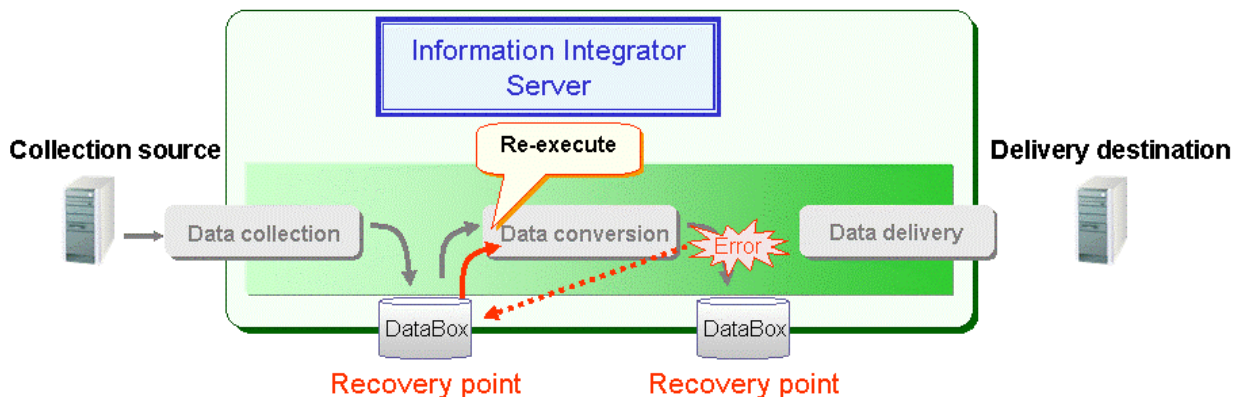 Information Integrator
Server
Collection source
Re-execute
Delivery destination
Data collection
Data conversion
Error
Data delivery
DataBox
DataBox
Recovery point
Recovery point